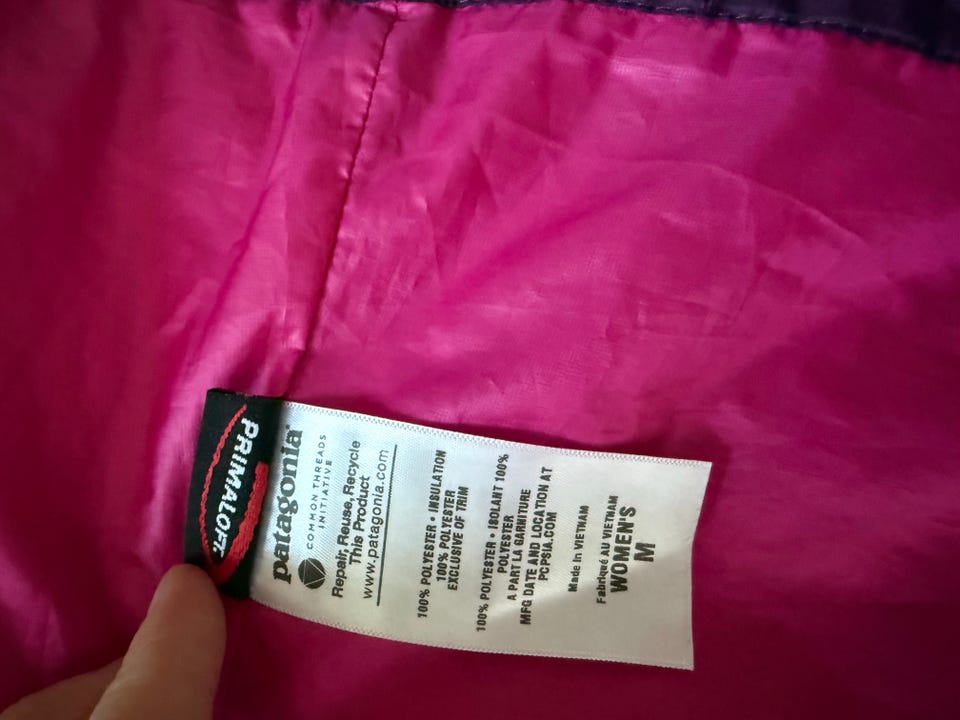 PRIMALOFT®
patagonia®
COMMON THREADS
INITIATIVE
Repair, Reuse, Recycle
This Product
www.patagonia.com
100% POLYESTER • INSULATION
100% POLYESTER
EXCLUSIVE OF TRIM
100% POLYESTER • ISOLANT 100%
POLYESTER
A PART LA GARNITURE
MFG DATE AND LOCATION AT
PCPSIA.COM
Made in VIETNAM
Fabriqué AU VIETNAM
WOMEN'S
M